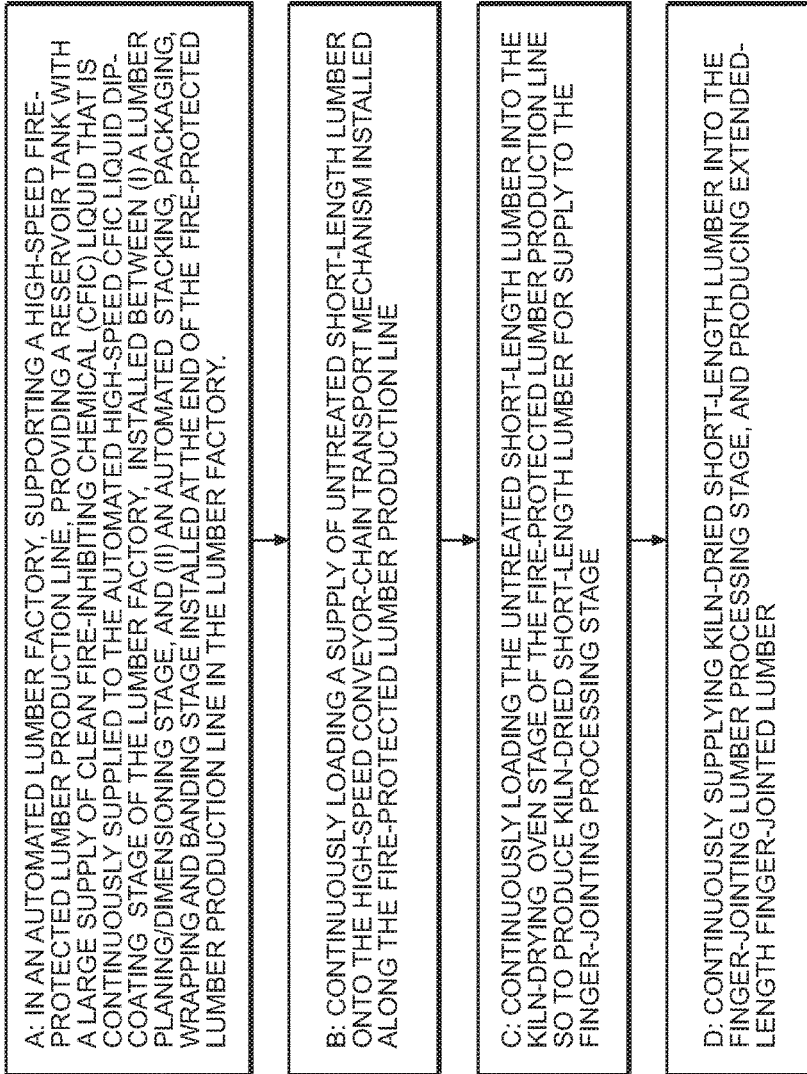 A: IN AN AUTOMATED LUMBER FACTORY, SUPPORTING A HIGH-SPEED FIRE-
PROTECTED LUMBER PRODUCTION LINE, PROVIDING A RESERVOIR TANK WITH
A LARGE SUPPLY OF CLEAN FIRE-INHIBITING CHEMICAL (CFIC) LIQUID THAT IS
CONTINUOUSLY SUPPLIED TO THE AUTOMATED HIGH-SPEED CFIC LIQUID DIP-
COATING STAGE OF THE LUMBER FACTORY, INSTALLED BETWEEN (I) A LUMBER
PLANING/DIMENSIONING STAGE, AND (II) AN AUTOMATED STACKING, PACKAGING,
WRAPPING AND BANDING STAGE INSTALLED AT THE END OF THE FIRE-PROTECTED
LUMBER PRODUCTION LINE IN THE LUMBER FACTORY.
B: CONTINUOUSLY LOADING A SUPPLY OF UNTREATED SHORT-LENGTH LUMBER
ONTO THE HIGH-SPEED CONVEYOR-CHAIN TRANSPORT MECHANISM INSTALLED
ALONG THE FIRE-PROTECTED LUMBER PRODUCTION LINE
C: CONTINUOUSLY LOADING THE UNTREATED SHORT-LENGTH LUMBER INTO THE
KILN-DRYING OVEN STAGE OF THE FIRE-PROTECTED LUMBER PRODUCTION LINE
SO TO PRODUCE KILN-DRIED SHORT-LENGTH LUMBER FOR SUPPLY TO THE
FINGER-JOINTING PROCESSING STAGE
D: CONTINUOUSLY SUPPLYING KILN-DRIED SHORT-LENGTH LUMBER INTO THE
FINGER-JOINTING LUMBER PROCESSING STAGE, AND PRODUCING EXTENDED-
LENGTH FINGER-JOINTED LUMBER